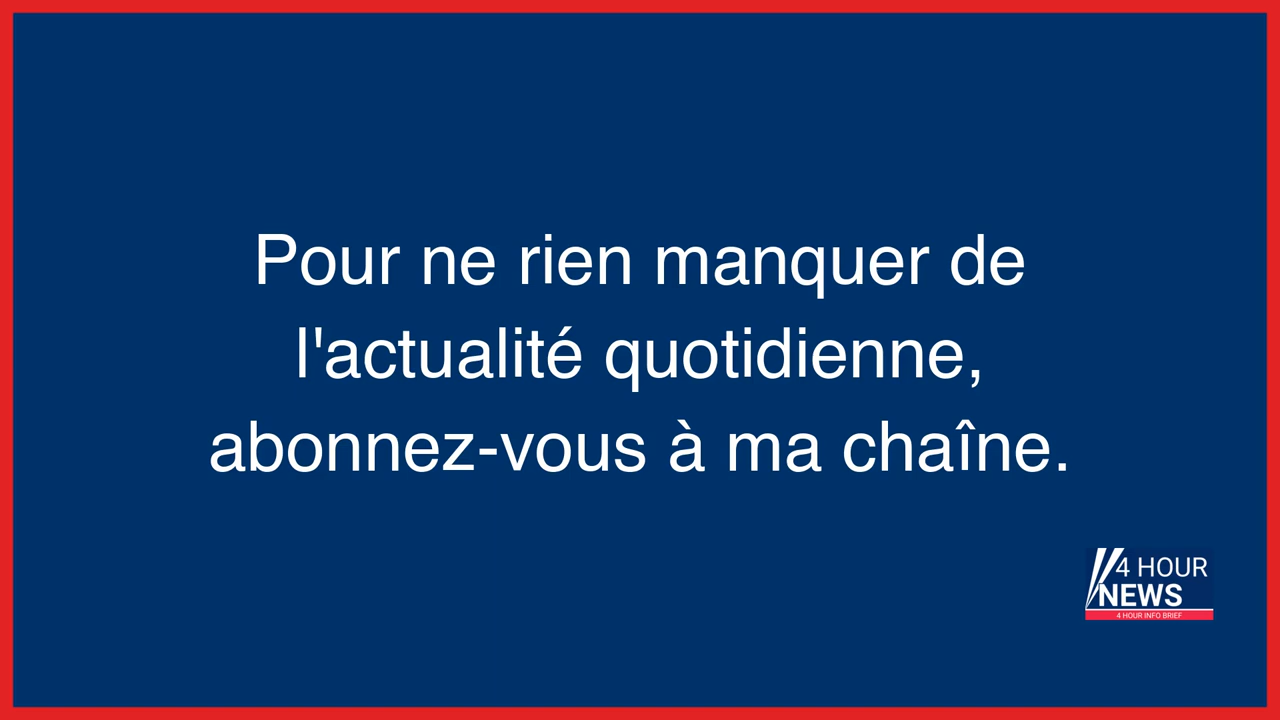 Pour ne rien manquer de
l'actualité quotidienne,
abonnez-vous à ma chaîne.
4 HOUR
NEWS
4 HOUR INFO BRIEF